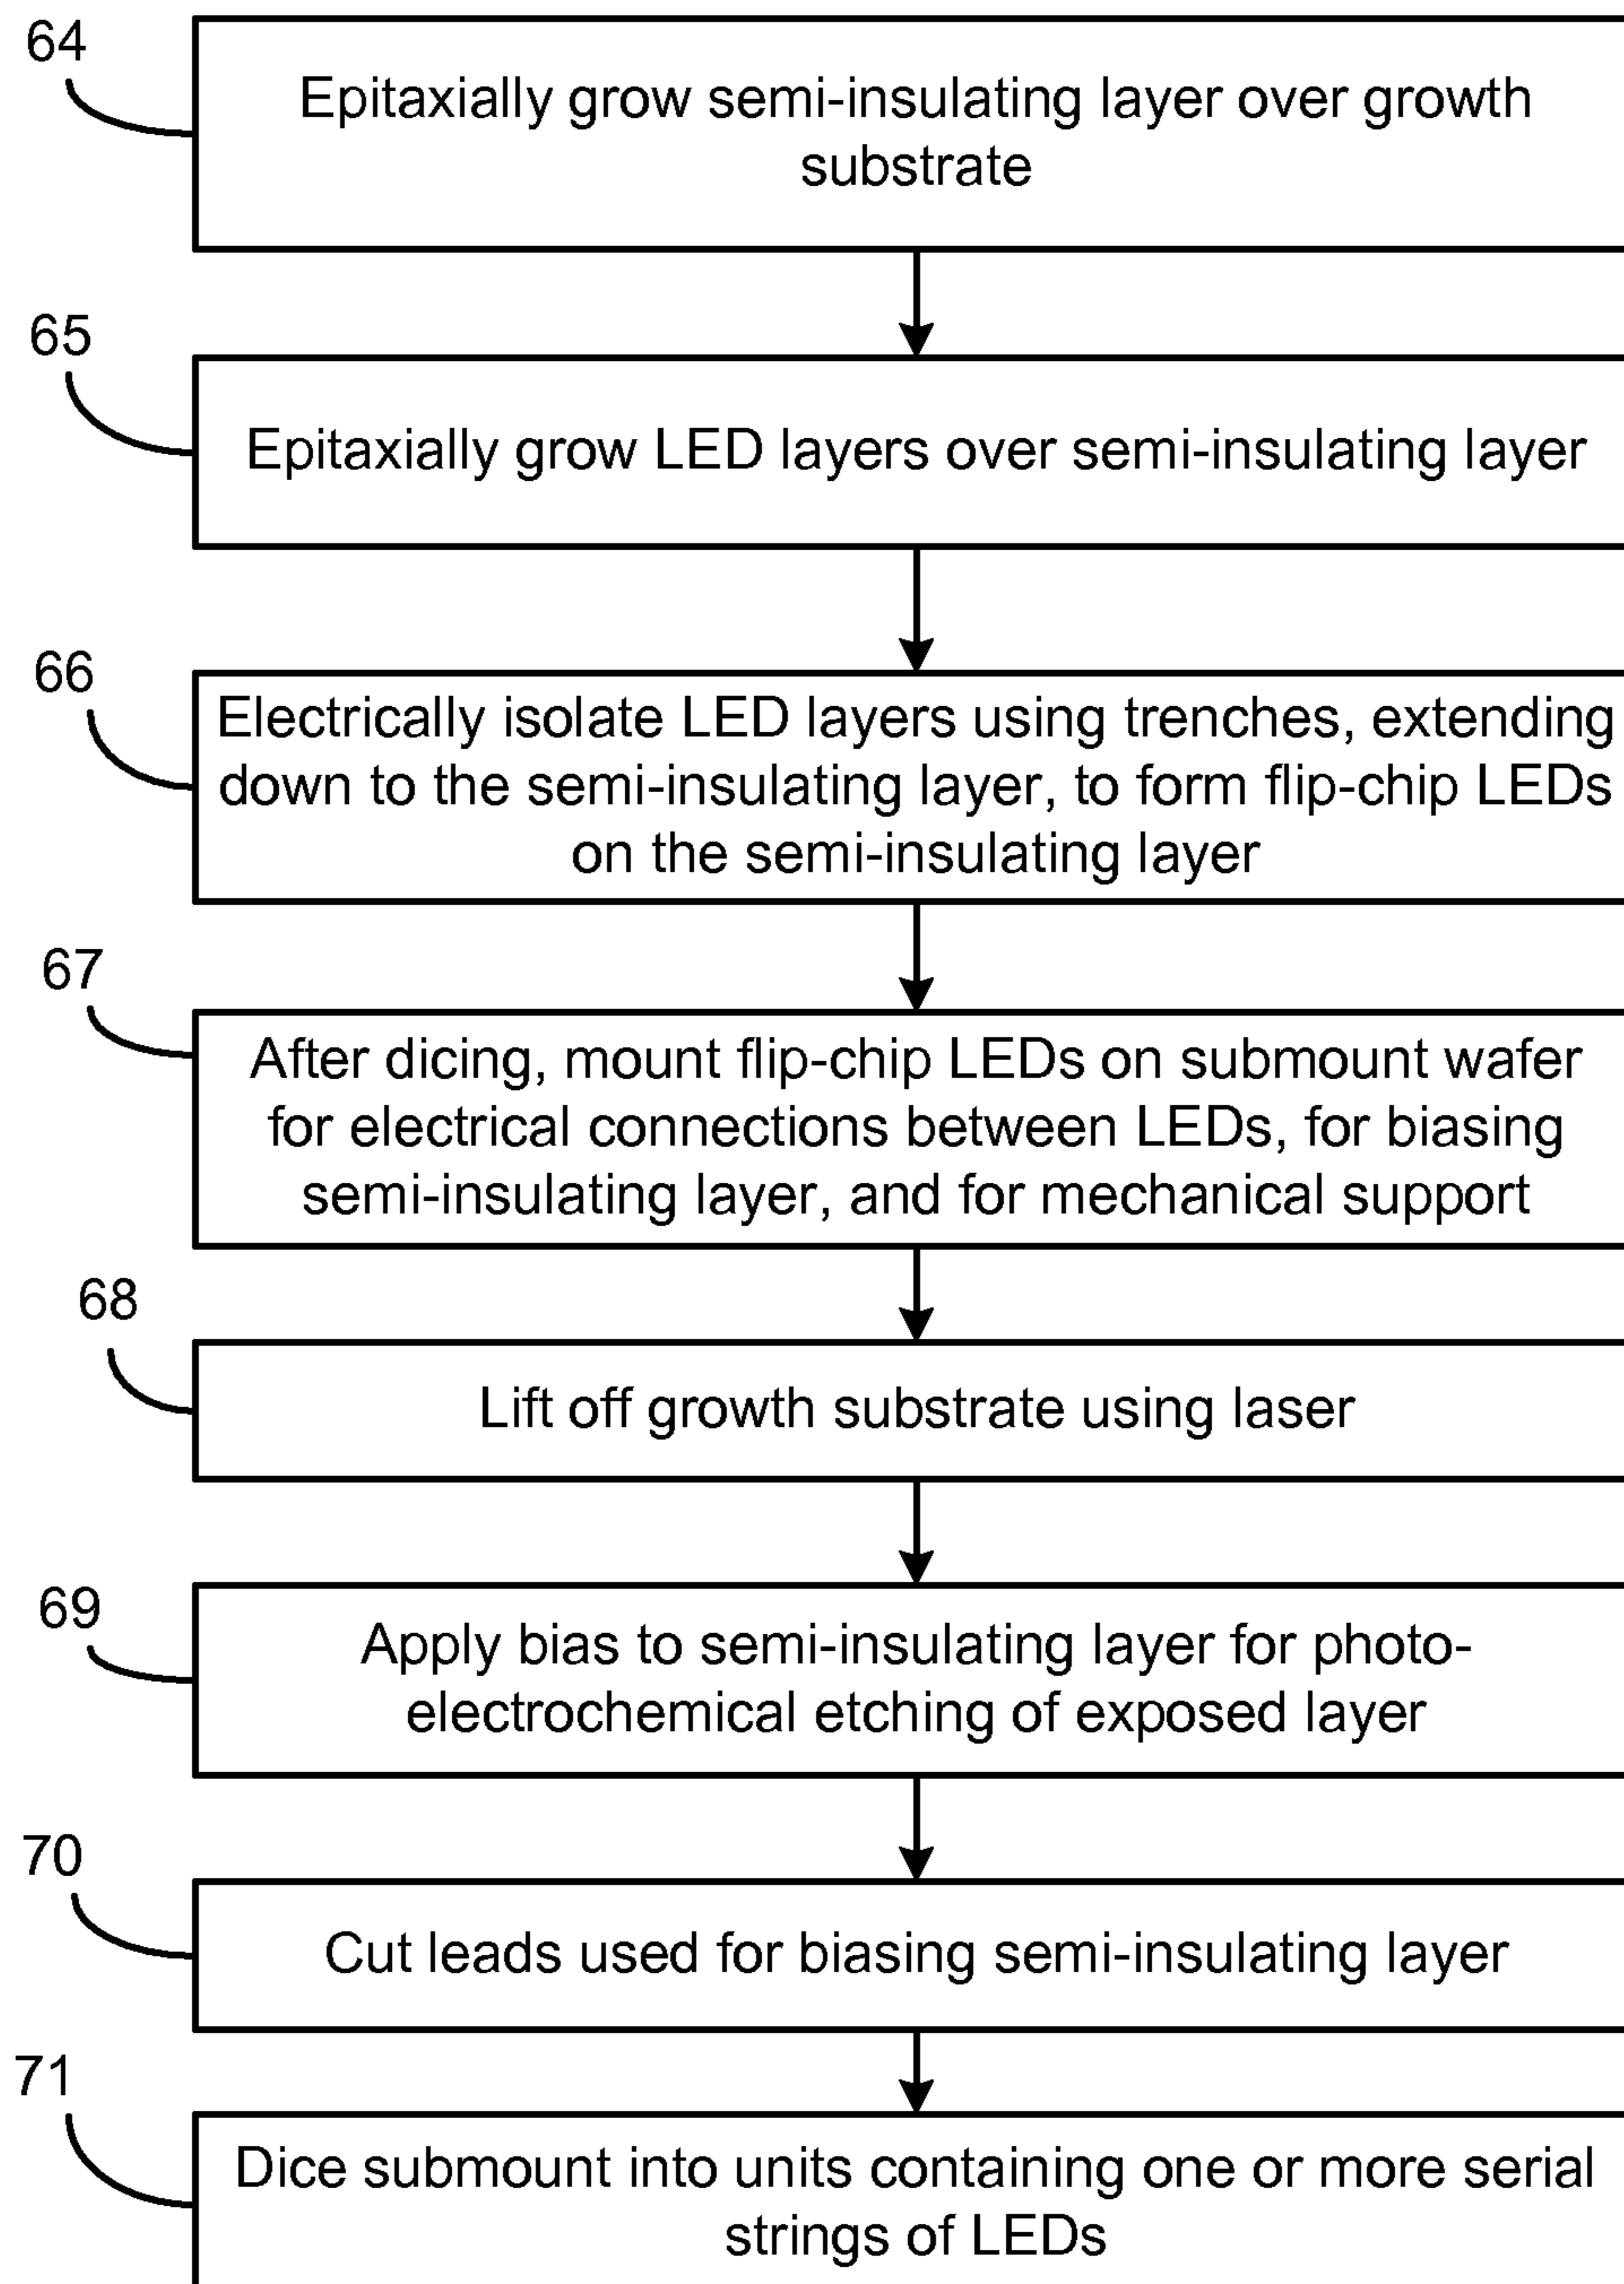 64
Epitaxially grow semi-insulating layer over growth
substrate
65
Epitaxially grow LED layers over semi-insulating layer
66
Electrically isolate LED layers using trenches, extending
down to the semi-insulating layer, to form flip-chip LEDs
on the semi-insulating layer
67
After dicing, mount flip-chip LEDs on submount wafer
for electrical connections between LEDs, for biasing
semi-insulating layer, and for mechanical support
68
Lift off growth substrate using laser
69
Apply bias to semi-insulating layer for photo-
electrochemical etching of exposed layer
70
Cut leads used for biasing semi-insulating layer
71
Dice submount into units containing one or more serial
strings of LEDs